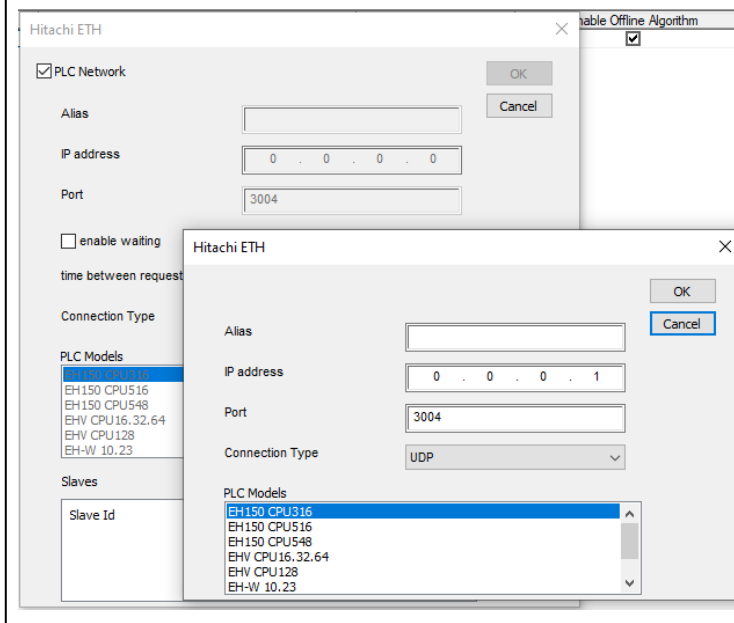 nable Offline Algorithm
Hitachi ETH
PLC Network
OK
Cancel
Alias
IP address
0 . 0 . 0 . 0
Port
3004
enable waiting
time between request
Connection Type
PLC Models
EH150 CPU316
EH150 CPU516
EH150 CPU548
EHV CPU16.32.64
EHV CPU128
EH-W 10.23
Slaves
Slave Id
Hitachi ETH
OK
Cancel
Alias
IP address
0 . 0 . 0 . 1
Port
3004
Connection Type
UDP
PLC Models
EH150 CPU316
EH150 CPU516
EH150 CPU548
EHV CPU16.32.64
EHV CPU128
EH-W 10.23